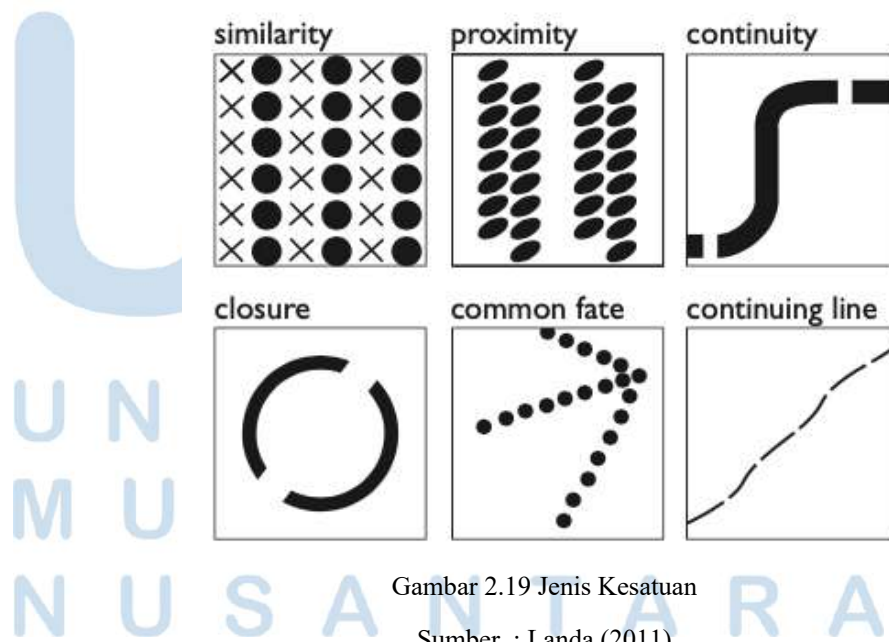 similarity proximity continuity
closure common fate continuing line
U N
M U
N U S A N T A R A
Gambar 2.19 Jenis Kesatuan
Sumber : Landa (2011)